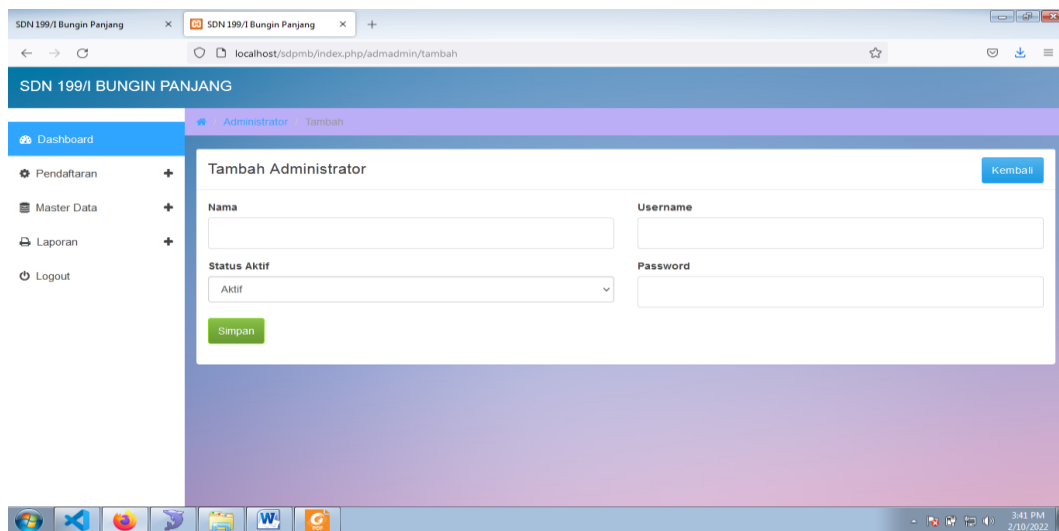 SDN 199/I Bungin Panjang
SDN 199/I Bungin Panjang
localhost/sdpmb/index.php/admadmin/tambah
SDN 199/I BUNGIN PANJANG
Administrator / Tambah
Dashboard
Pendaftaran
Master Data
Laporan
Logout
Tambah Administrator
Kembali
Nama
Username
Status Aktif
Password
Aktif
Simpan
3:41 PM
2/10/2022